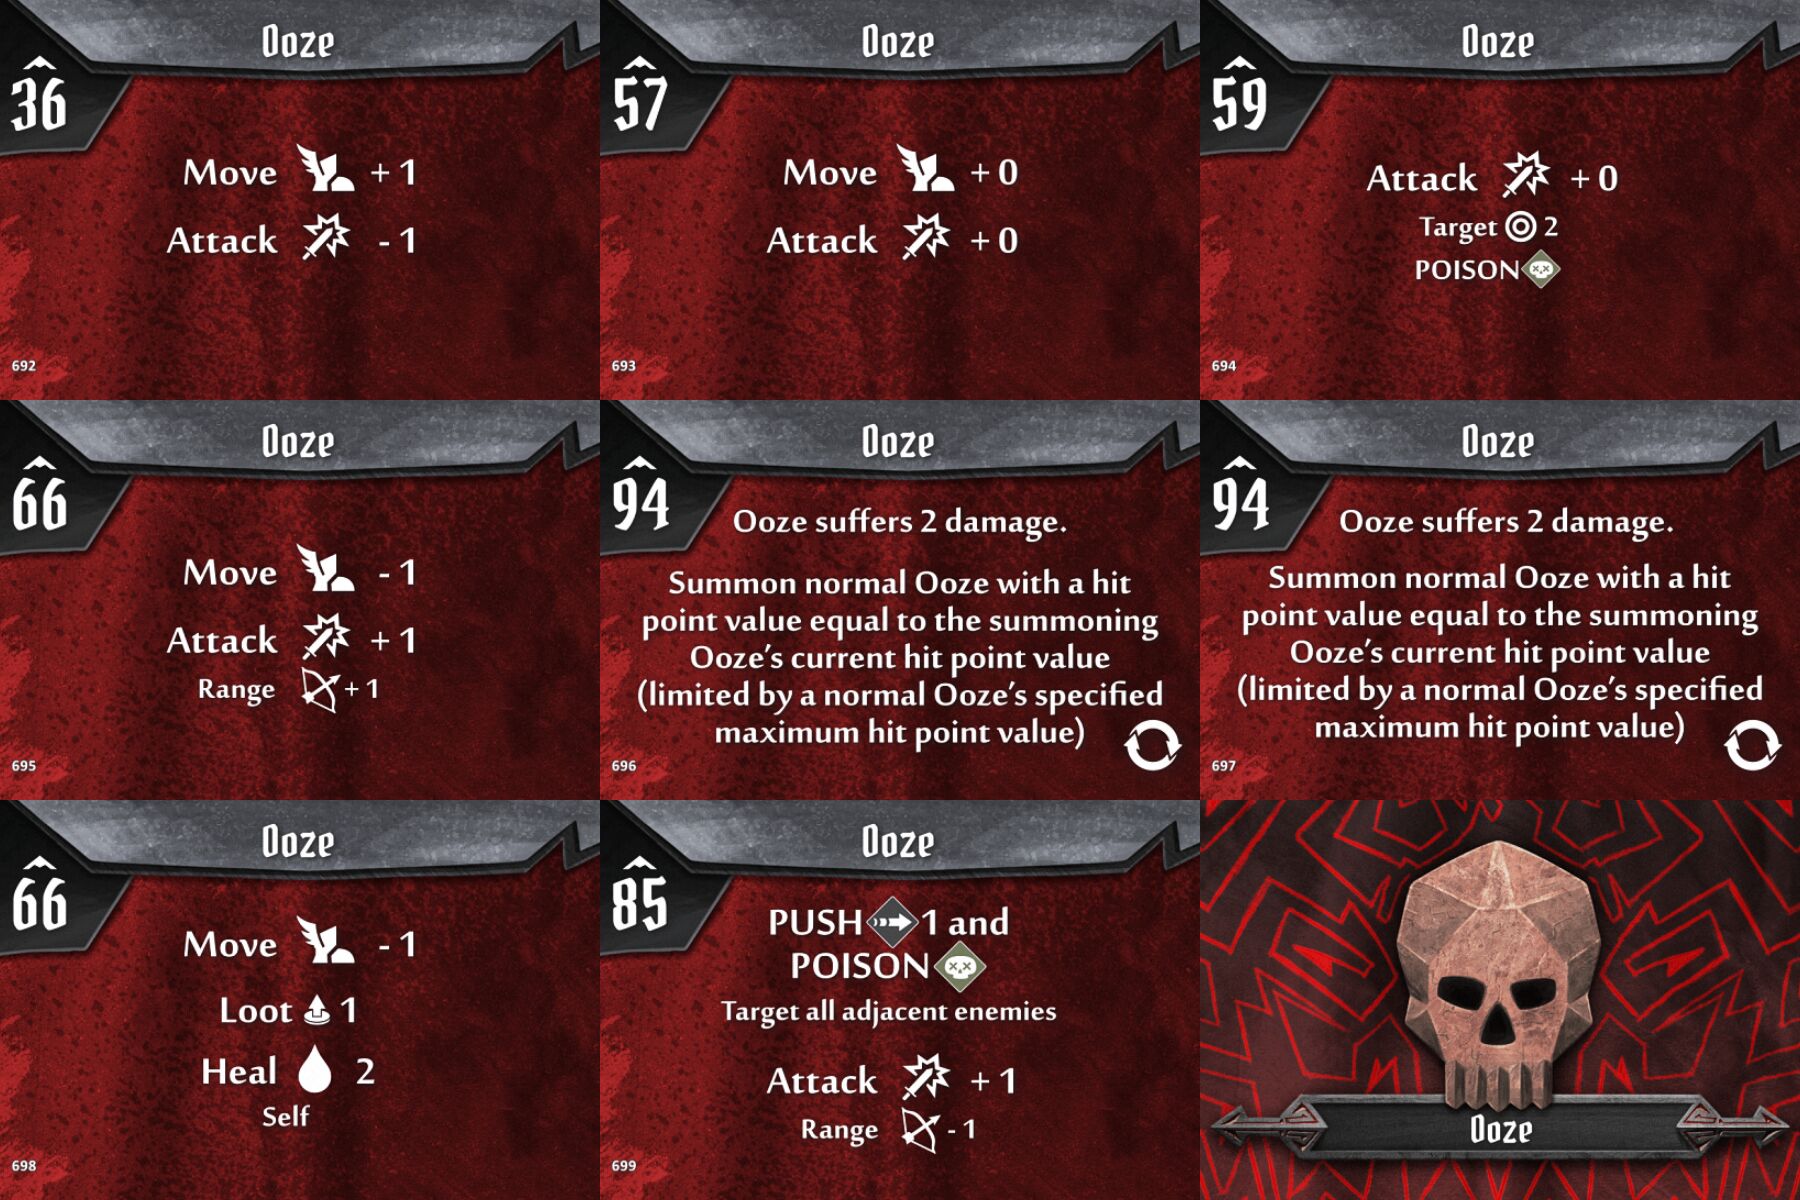 Ooze
36
Move + 1
Attack - 1
692
Ooze
57
Move + 0
Attack + 0
693
Ooze
59
Attack + 0
Target 2
POISON
694
Ooze
66
Move - 1
Attack + 1
Range + 1
695
Ooze
94
Ooze suffers 2 damage.
Summon normal Ooze with a hit
point value equal to the summoning
Ooze's current hit point value
(limited by a normal Ooze's specified
maximum hit point value)
696
Ooze
94
Ooze suffers 2 damage.
Summon normal Ooze with a hit
point value equal to the summoning
Ooze's current hit point value
(limited by a normal Ooze's specified
maximum hit point value)
697
Ooze
66
Move - 1
Loot 1
Heal 2
Self
698
Ooze
85
PUSH 1 and
POISON
Target all adjacent enemies
Attack + 1
Range - 1
699
Ooze